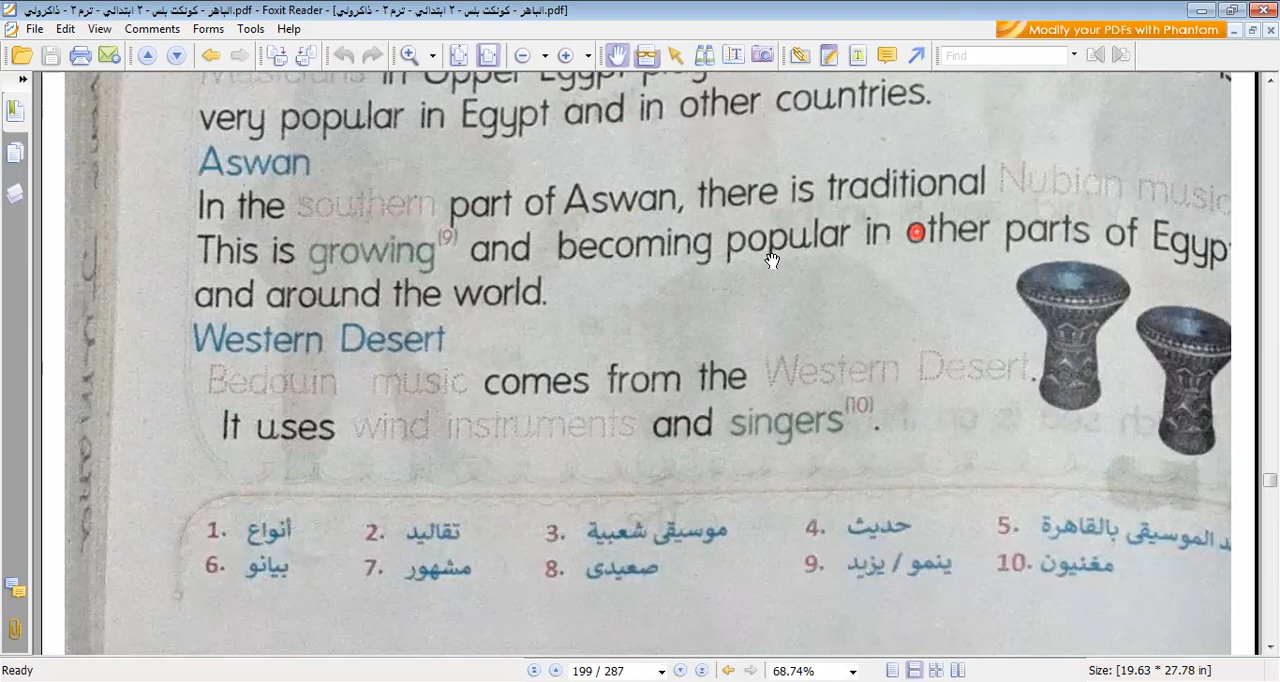 الباهر - كونكت بلس - ٢ ابتدائي - ترم ٢ - ذاكرولي.pdf - Foxit Reader - [الباهر - كونكت بلس - ٢ ابتدائي - ترم ٢ - ذاكرولي.pdf]
File Edit View Comments Forms Tools Help
Modify your PDFs with Phantom
Find
Musicians in Upper Egypt play
very popular in Egypt and in other countries.
Aswan
In the southern part of Aswan, there is traditional Nubian music
This is growing(9) and becoming popular in other parts of Egyp
and around the world.
Western Desert
Bedouin music comes from the Western Desert.
It uses wind instruments and singers(10).
1. أنواع 2. تقاليد 3. موسيقى شعبية 4. حديث 5. د الموسيقى بالقاهرة
6. بيانو 7. مشهور 8. صعيدى 9. ينمو / يزيد 10. مغنيون
Ready 199 / 287 68.74% Size: [19.63 * 27.78 in]